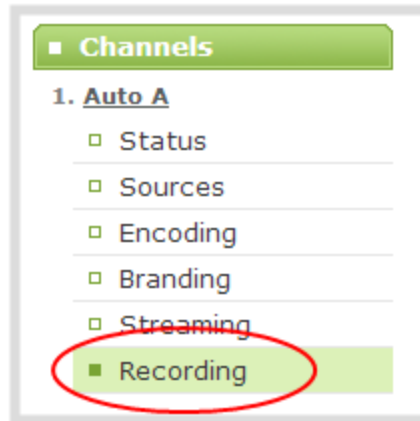 Channels
1. Auto A
Status
Sources
Encoding
Branding
Streaming
Recording